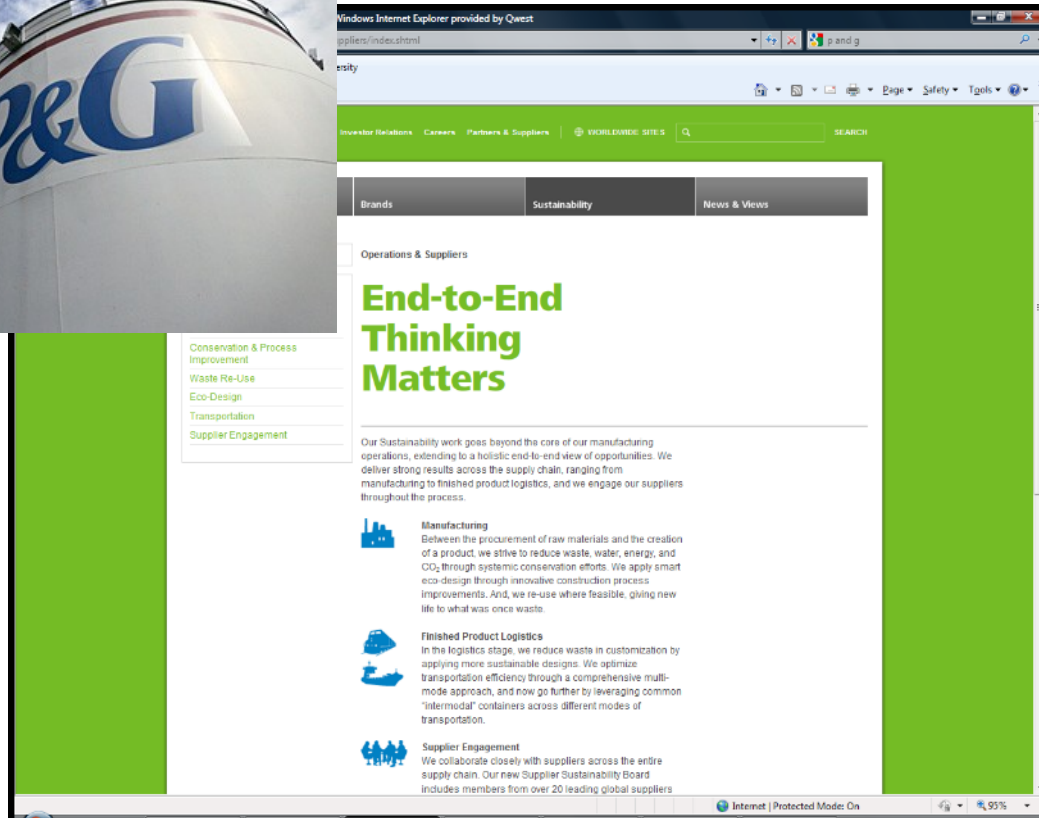 Windows Internet Explorer provided by Qwest
ppliers/index.shtml
p and g
ersity
Page Safety Tools
P&G
Investor Relations Careers Partners & Suppliers WORLDWIDE SITES SEARCH
Brands Sustainability News & Views
Operations & Suppliers
End-to-End
Thinking
Matters
Conservation & Process
Improvement
Waste Re-Use
Eco-Design
Transportation
Supplier Engagement
Our Sustainability work goes beyond the core of our manufacturing
operations, extending to a holistic end-to-end view of opportunities. We
deliver strong results across the supply chain, ranging from
manufacturing to finished product logistics, and we engage our suppliers
throughout the process.
Manufacturing
Between the procurement of raw materials and the creation
of a product, we strive to reduce waste, water, energy, and
CO₂ through systemic conservation efforts. We apply smart
eco-design through innovative construction process
improvements. And, we re-use where feasible, giving new
life to what was once waste.
Finished Product Logistics
In the logistics stage, we reduce waste in customization by
applying more sustainable designs. We optimize
transportation efficiency through a comprehensive multi-
mode approach, and now go further by leveraging common
"intermodal" containers across different modes of
transportation.
Supplier Engagement
We collaborate closely with suppliers across the entire
supply chain. Our new Supplier Sustainability Board
includes members from over 20 leading global suppliers
Internet | Protected Mode: On 95%